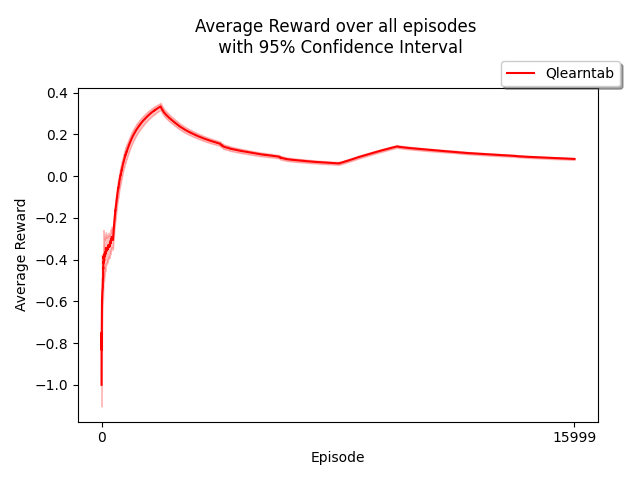 Average Reward over all episodes
with 95% Confidence Interval
Qlearntab
0.4
0.2
0.0
−0.2
−0.4
−0.6
−0.8
−1.0
Average Reward
0
15999
Episode